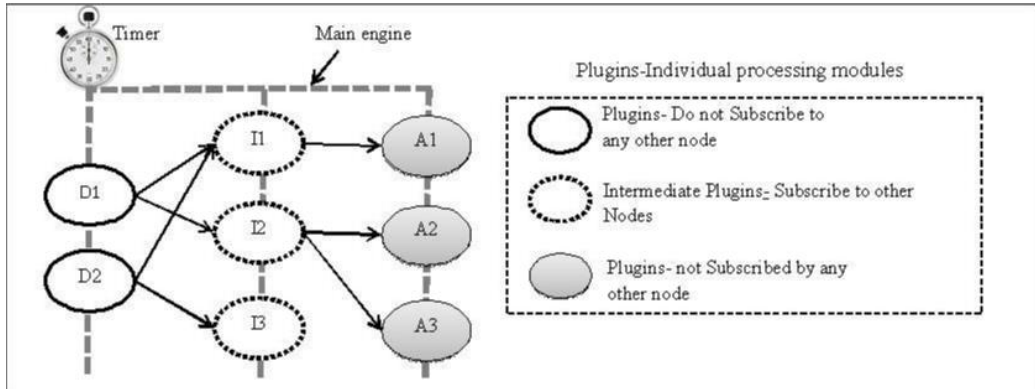 Timer
Main engine
Plugins-Individual processing modules
I1
A1
D1
I2
A2
D2
I3
A3
Plugins- Do not Subscribe to
any other node
Intermediate Plugins- Subscribe to other
Nodes
Plugins- not Subscribed by any
other node